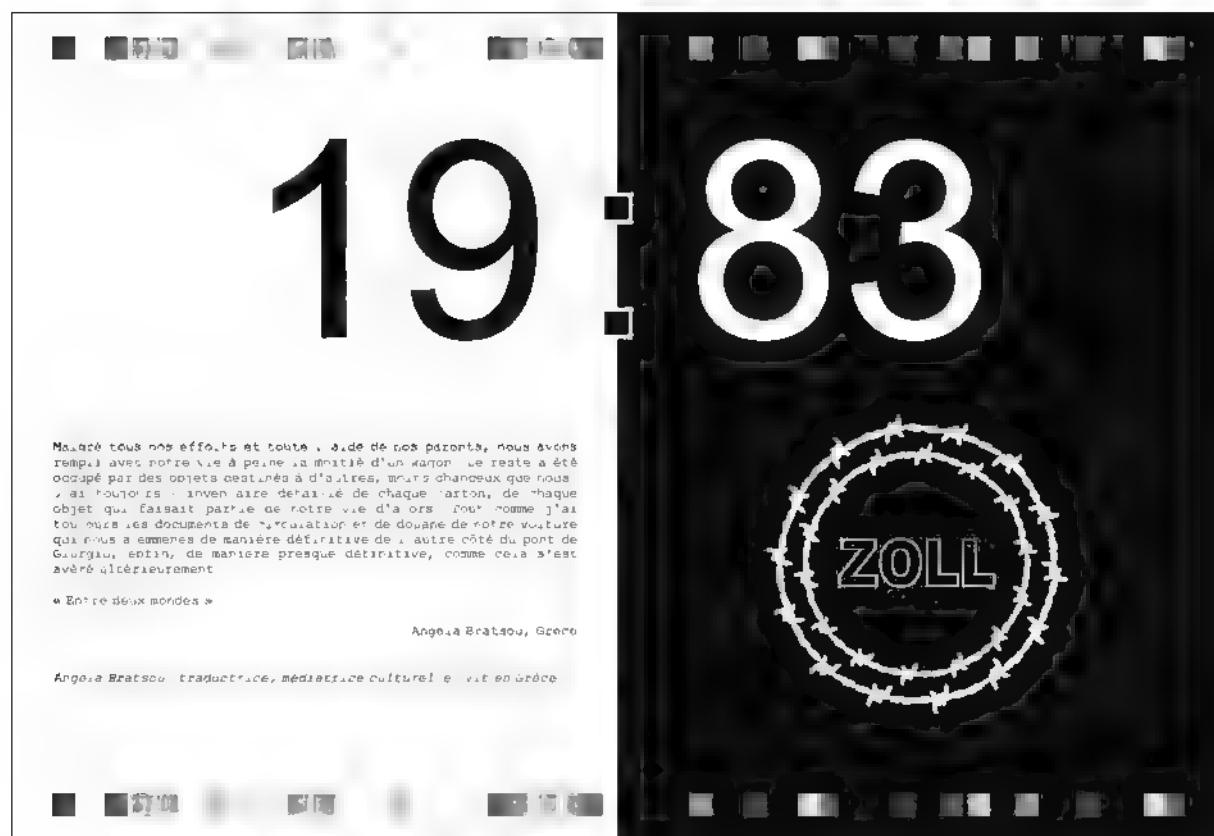 19 83
Malgré tous nos efforts et toute l'aide de nos parents, nous avons
rempli avec notre vie à peine la moitié d'un wagon. Le reste a été
occupé par des objets destinés à d'autres, moins chanceux que nous.
J'ai toujours l'inventaire détaillé de chaque carton, de chaque
objet qui faisait partie de notre vie d'alors. Tout comme j'ai
toujours les documents de circulation et de douane de notre voiture
qui nous a emmenés de manière définitive de l'autre côté du pont de
Giurgiu, enfin, de manière presque définitive, comme cela s'est
avéré ultérieurement.
« Entre deux mondes »
Angela Bratsou, Grèce
Angela Bratsou, traductrice, médiatrice culturelle, vit en Grèce
ZOLL